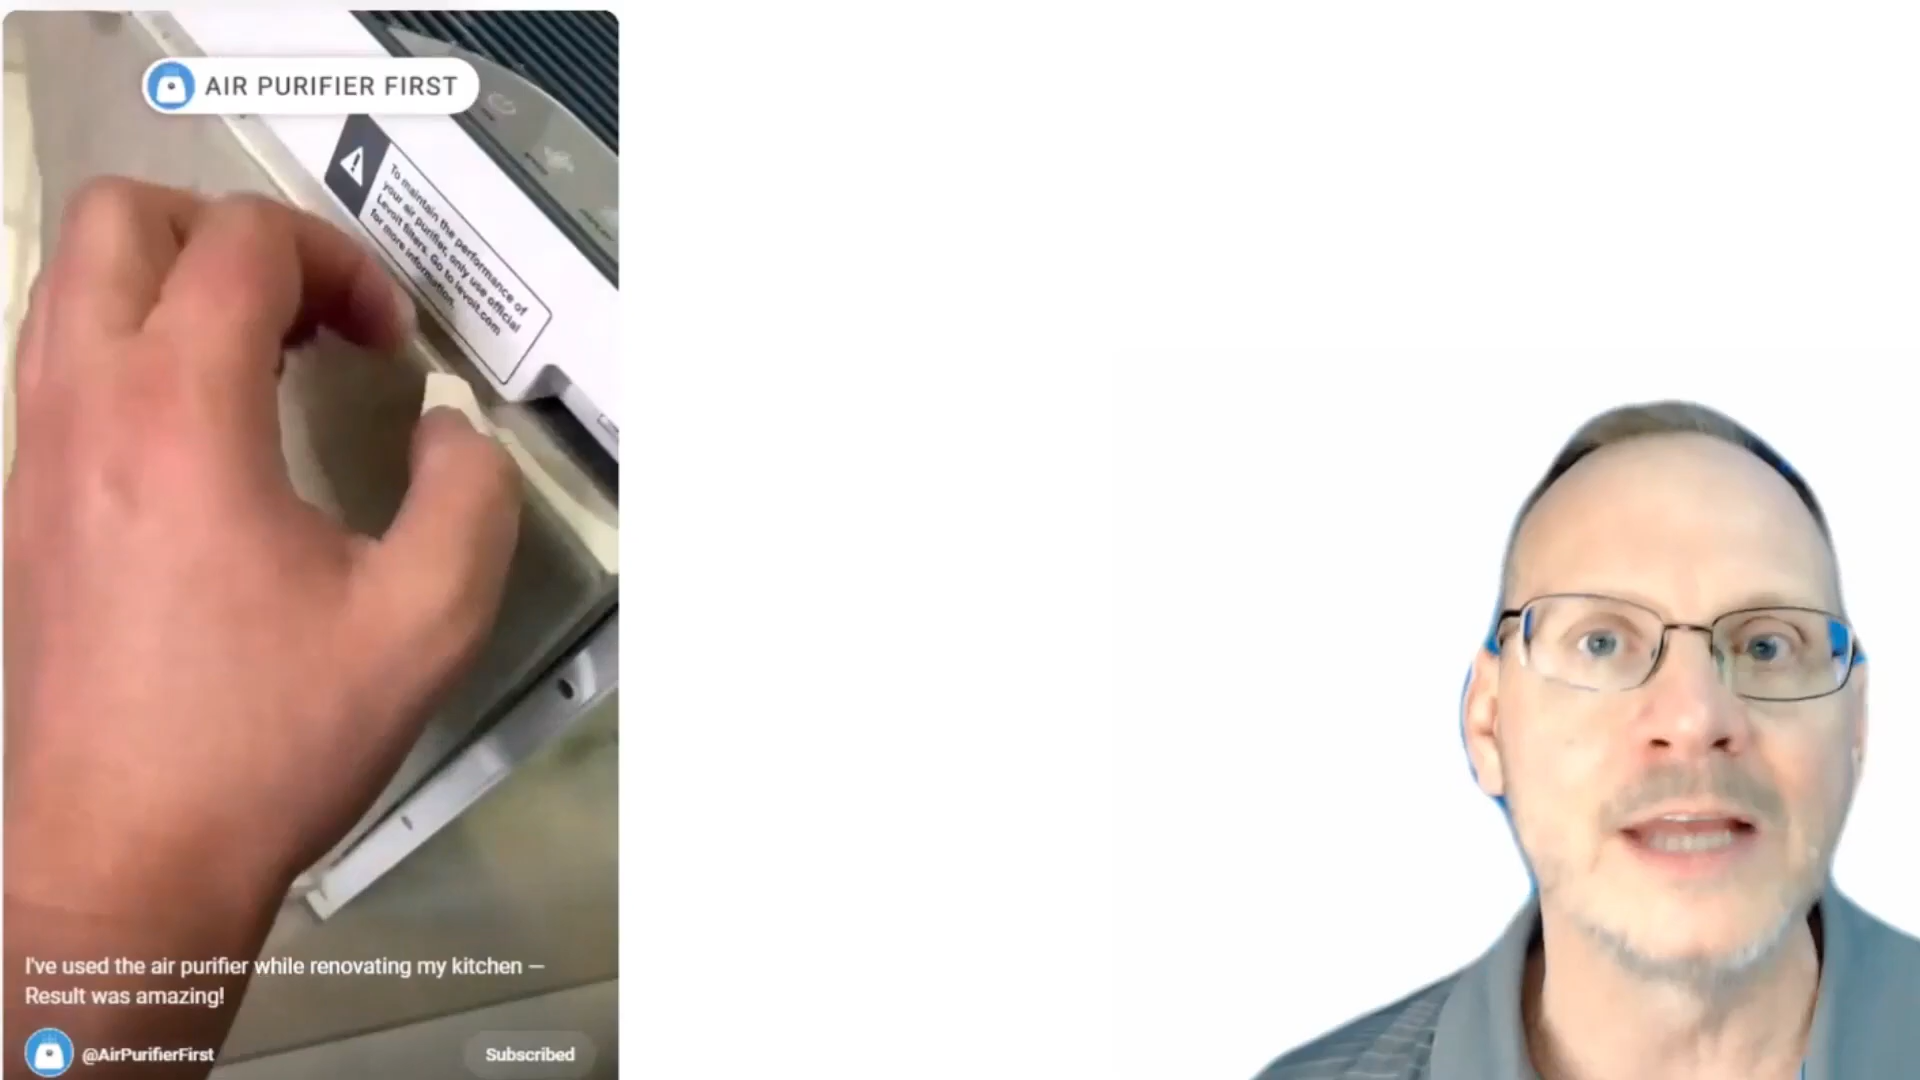 AIR PURIFIER FIRST
To maintain the performance of
your air purifier, only use official
Levoit filters. Go to levoit.com
for more information.
I've used the air purifier while renovating my kitchen –
Result was amazing!
@AirPurifierFirst
Subscribed